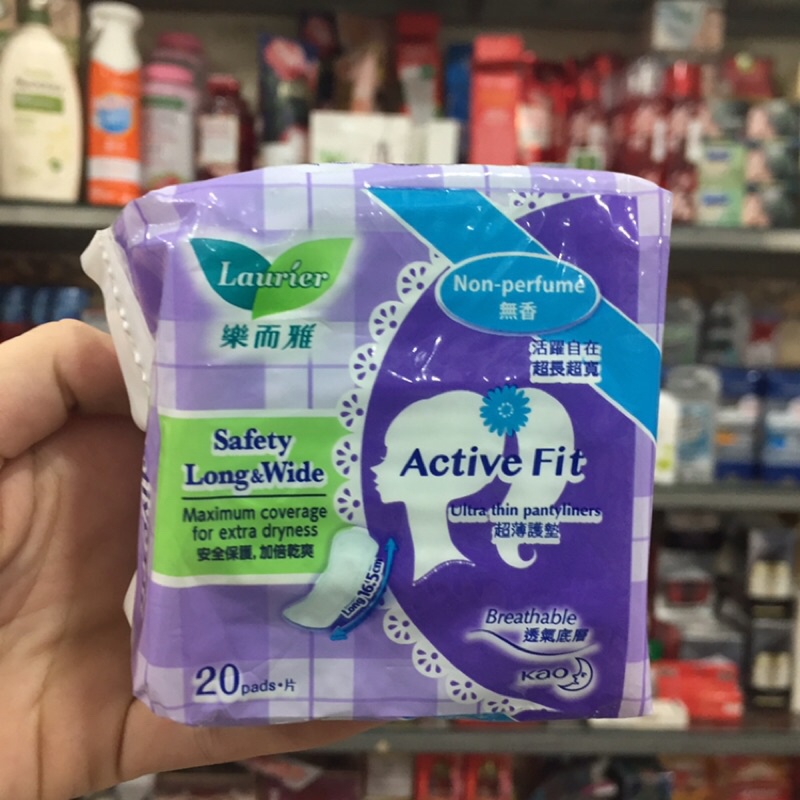 Laurier
樂而雅
Non-perfume
無香
活躍自在
超長超寬
Safety
Long&Wide
Maximum coverage
for extra dryness
安全保護, 加倍乾爽
Active Fit
Ultra thin pantyliners
超薄護墊
Long 16.5cm
Breathable
透氣底層
Kao
20 pads•片